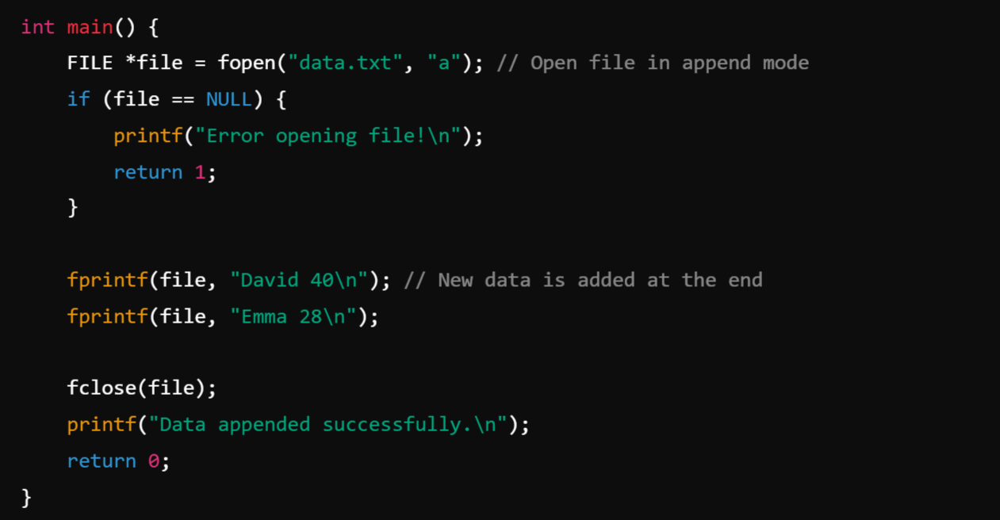 int main() {
    FILE *file = fopen("data.txt", "a"); // Open file in append mode
    if (file == NULL) {
        printf("Error opening file!\n");
        return 1;
    }

    fprintf(file, "David 40\n"); // New data is added at the end
    fprintf(file, "Emma 28\n");

    fclose(file);
    printf("Data appended successfully.\n");
    return 0;
}